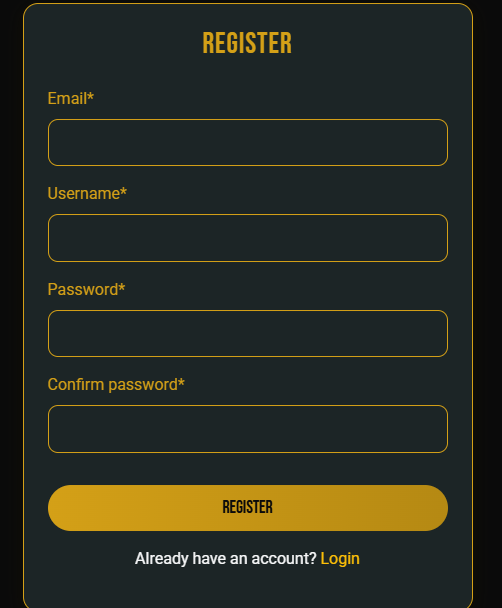 REGISTER
Email*
Username*
Password*
Confirm password*
REGISTER
Already have an account? Login